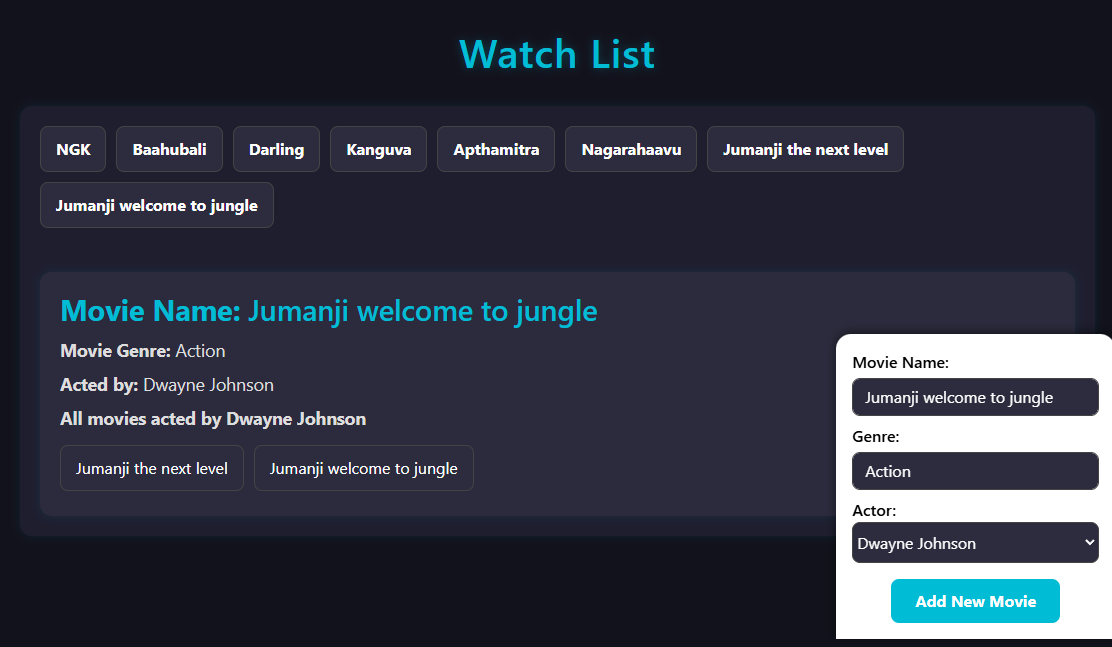 Watch List
NGK Baahubali Darling Kanguva Apthamitra Nagarahaavu Jumanji the next level
Jumanji welcome to jungle
Movie Name: Jumanji welcome to jungle
Movie Genre: Action
Acted by: Dwayne Johnson
All movies acted by Dwayne Johnson
Jumanji the next level Jumanji welcome to jungle
Movie Name:
Jumanji welcome to jungle
Genre:
Action
Actor:
Dwayne Johnson
Add New Movie